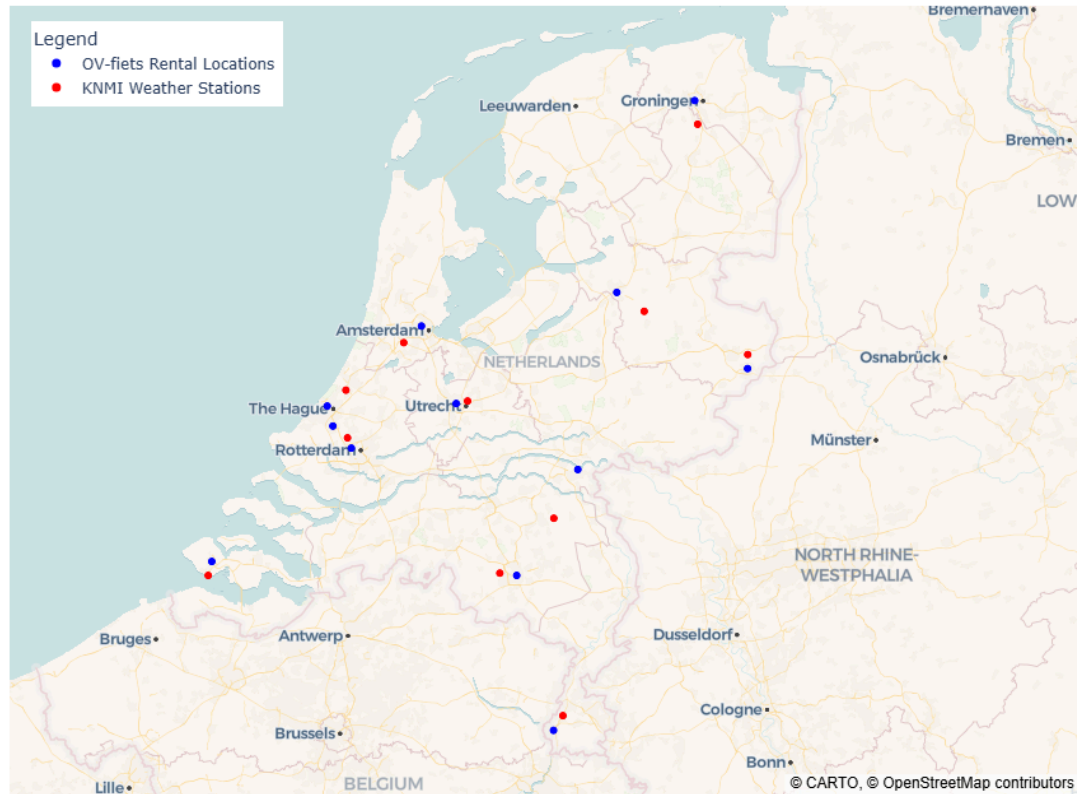 Legend
OV-fiets Rental Locations
KNMI Weather Stations
Bremerhaven
Leeuwarden
Groningen
Bremen
LOW
Amsterdam
NETHERLANDS
Osnabrück
The Hague
Utrecht
Rotterdam
Münster
NORTH RHINE-
WESTPHALIA
Bruges
Antwerp
Dusseldorf
Cologne
Brussels
Bonn
Lille
BELGIUM
© CARTO, © OpenStreetMap contributors